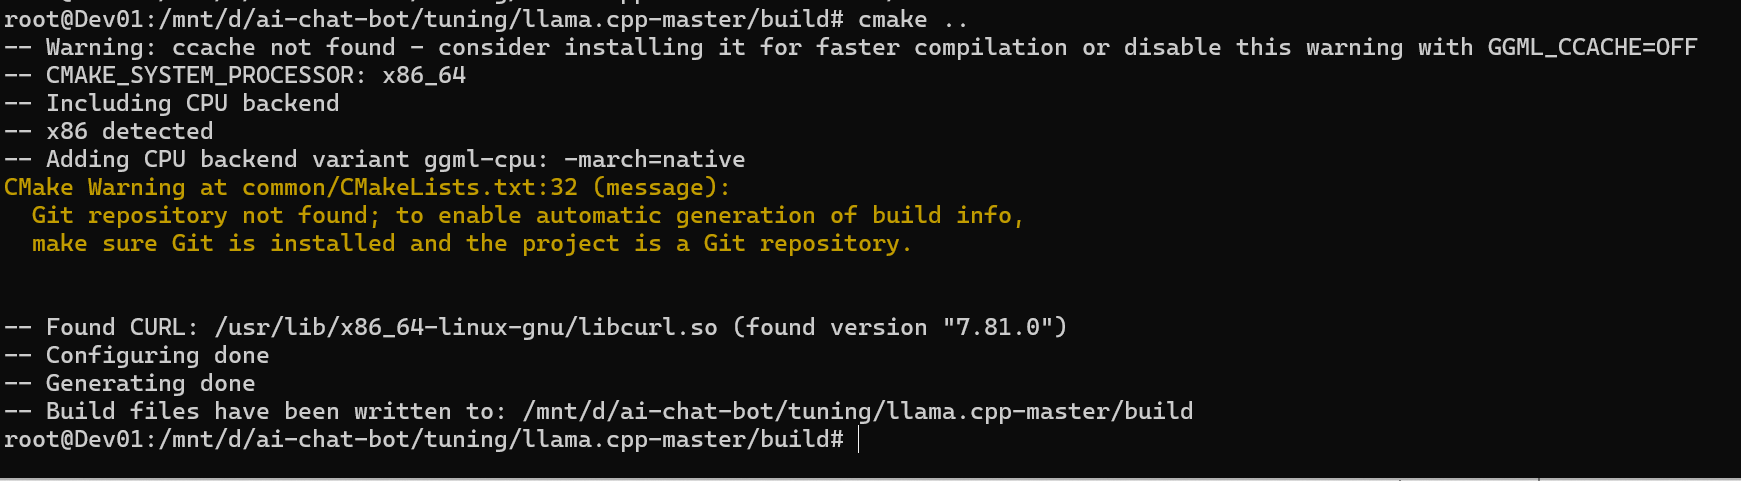 root@Dev01:/mnt/d/ai-chat-bot/tuning/llama.cpp-master/build# cmake ..
-- Warning: ccache not found - consider installing it for faster compilation or disable this warning with GGML_CCACHE=OFF
-- CMAKE_SYSTEM_PROCESSOR: x86_64
-- Including CPU backend
-- x86 detected
-- Adding CPU backend variant ggml-cpu: -march=native
CMake Warning at common/CMakeLists.txt:32 (message):
  Git repository not found; to enable automatic generation of build info,
  make sure Git is installed and the project is a Git repository.
-- Found CURL: /usr/lib/x86_64-linux-gnu/libcurl.so (found version "7.81.0")
-- Configuring done
-- Generating done
-- Build files have been written to: /mnt/d/ai-chat-bot/tuning/llama.cpp-master/build
root@Dev01:/mnt/d/ai-chat-bot/tuning/llama.cpp-master/build#